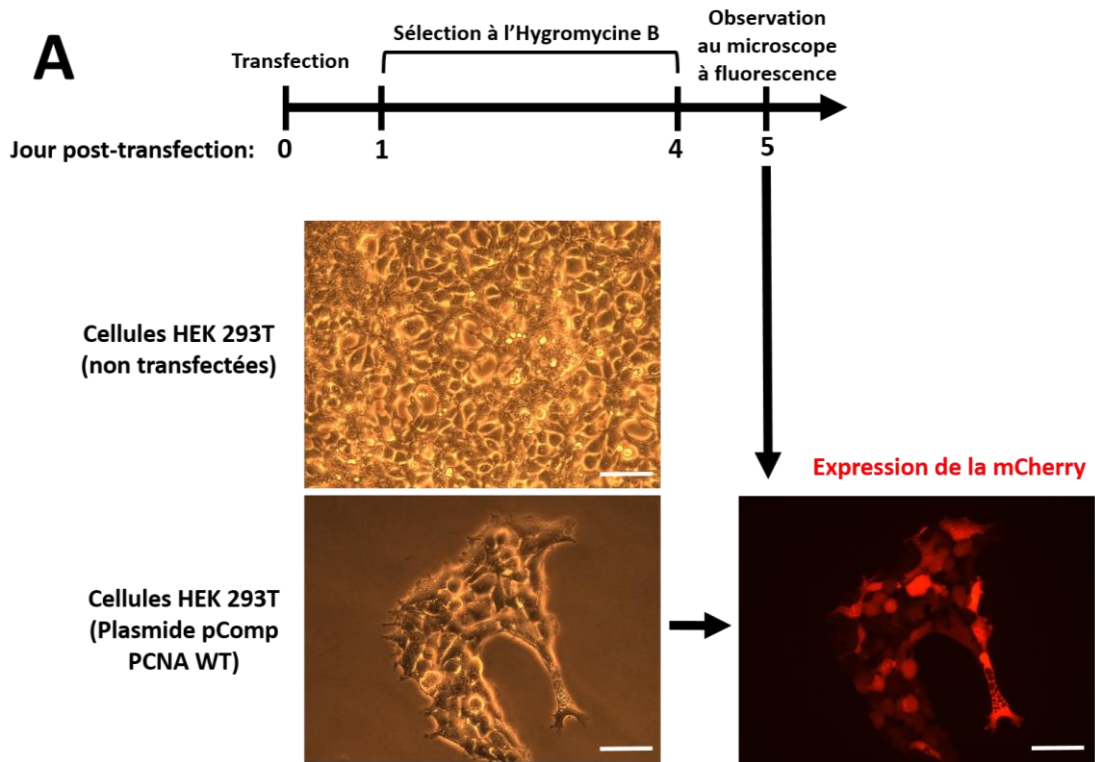 A
Transfection
Sélection à l'Hygromycine B
Observation
au microscope
à fluorescence
Jour post-transfection: 0 1 4 5
Cellules HEK 293T
(non transfectées)
Expression de la mCherry
Cellules HEK 293T
(Plasmide pComp
PCNA WT)